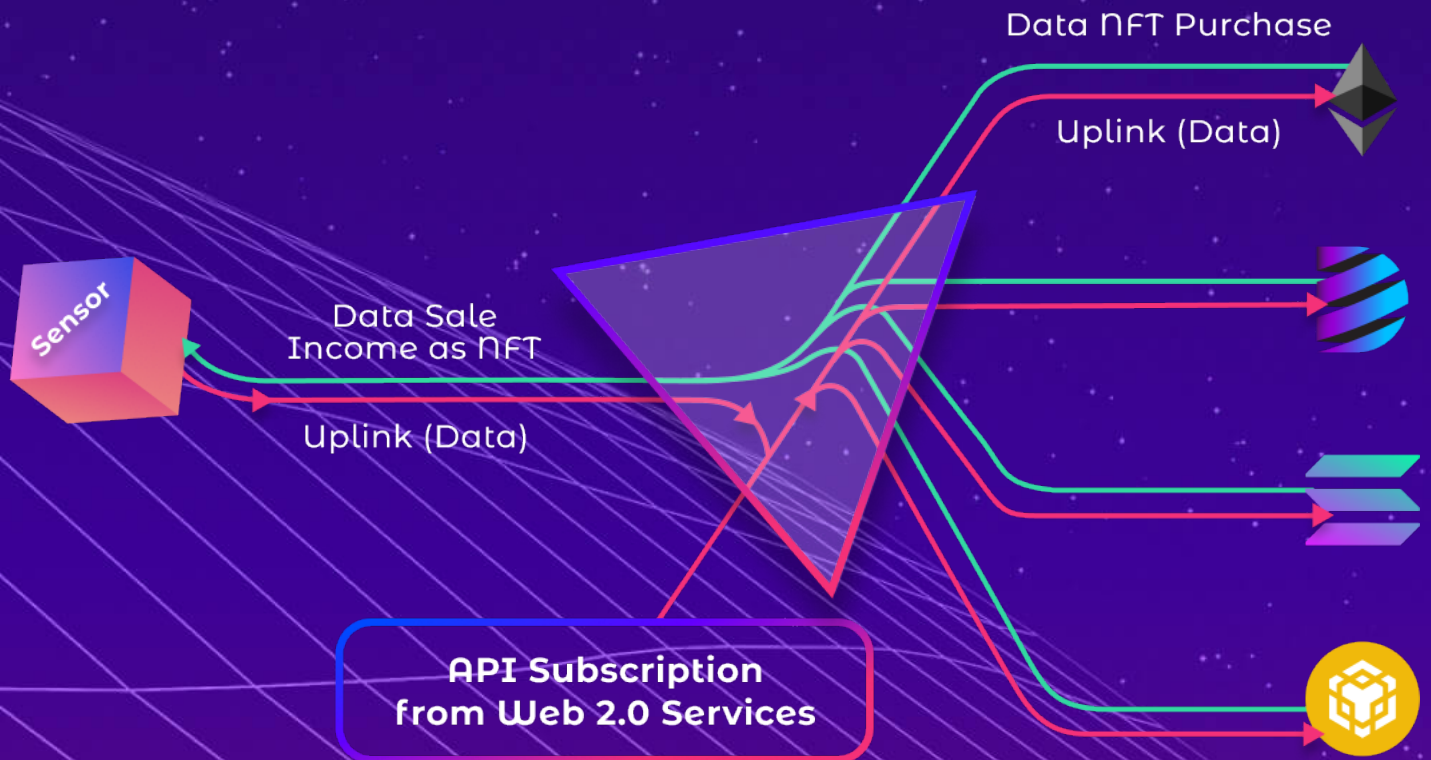 Data NFT Purchase
Uplink (Data)
Sensor
Data Sale
Income as NFT
Uplink (Data)
API Subscription
from Web 2.0 Services